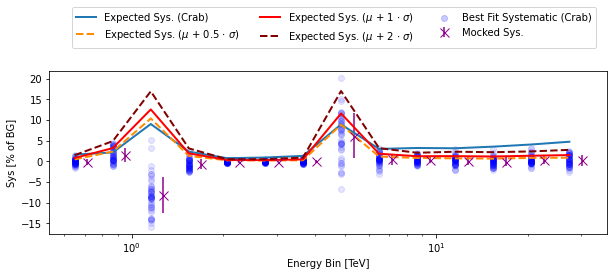 Expected Sys. (Crab)
Expected Sys. (μ + 0.5 · σ)
Expected Sys. (μ + 1 · σ)
Expected Sys. (μ + 2 · σ)
Best Fit Systematic (Crab)
Mocked Sys.
Sys [% of BG]
20
15
10
5
0
−5
−10
−15
10⁰
10¹
Energy Bin [TeV]